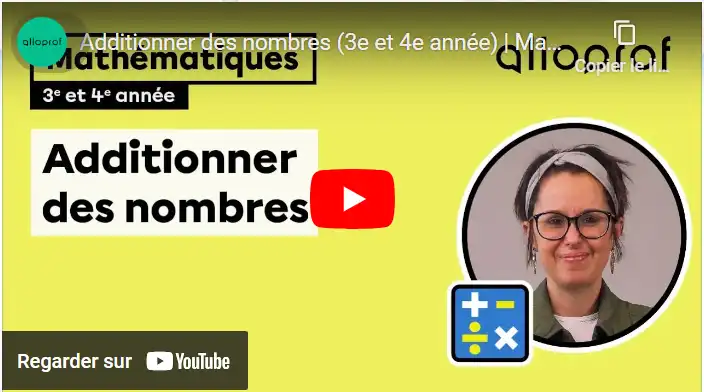 alloprof
Additionner des nombres (3e et 4e année) | Ma...
Mathématiques
alloprof
Copier le li...
3e et 4e année
Additionner
des nombres
Regarder sur YouTube